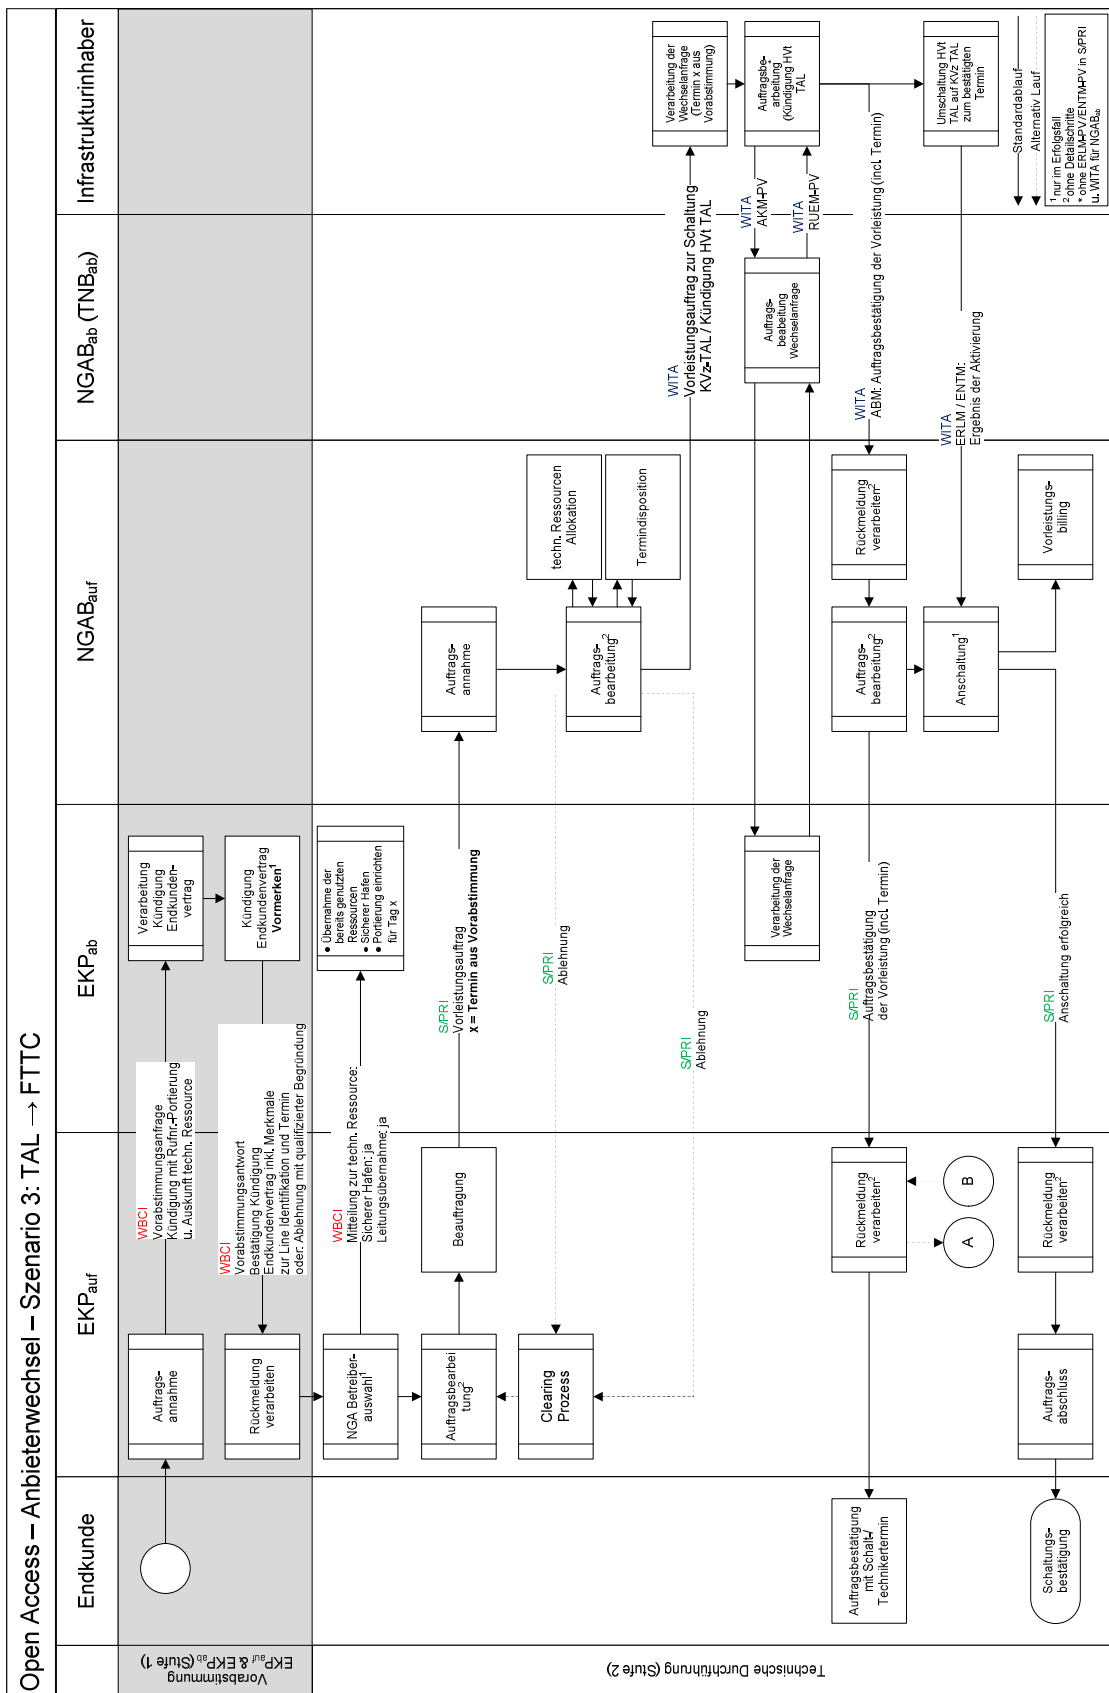 Open Access – Anbieterwechsel – Szenario 3: TAL → FTTC
Endkunde
EKPauf
EKPab
NGABauf
NGABab (TNBab)
Infrastrukturinhaber
Vorabstimmung
EKPauf & EKPab (Stufe 1)
Technische Durchführung (Stufe 2)
Auftrags-
annahme
WBCI
Vorabstimmungsanfrage
Kündigung mit Rufnr.-Portierung
u. Auskunft techn. Ressource
Verarbeitung
Kündigung
Endkunden-
vertrag
Kündigung
Endkundenvertrag
Vormerken1
WBCI
Vorabstimmungsantwort
Bestätigung Kündigung
Endkundenvertrag inkl. Merkmale
zur Line Identifikation und Termin
oder: Ablehnung mit qualifizierter Begründung
Rückmeldung
verarbeiten
NGA Betreiber-
auswahl1
WBCI
Mitteilung zur techn. Ressource:
Sicherer Hafen: ja
Leitungsübernahme: ja
• Übernahme der
bereits genutzten
Ressourcen
• Sicherer Hafen
• Portierung einrichten
für Tag x
Auftragsbearbei
tung2
Beauftragung
S/PRI
Vorleistungsauftrag
x = Termin aus Vorabstimmung
Auftrags-
annahme
Clearing
Prozess
S/PRI
Ablehnung
S/PRI
Ablehnung
Auftrags-
bearbeitung2
techn. Ressourcen
Allokation
Termindisposition
WITA
Vorleistungsauftrag zur Schaltung
KVz-TAL / Kündigung HVt TAL
Verarbeitung der
Wechselanfrage
(Termin x aus
Vorabstimmung)
Auftragsbe-
arbeitung*
(Kündigung HVt
TAL)
WITA
AKM-PV
WITA
RUEM-PV
Auftrags-
beabeitung
Wechselanfrage
Verarbeitung der
Wechselanfrage
WITA
ABM: Auftragsbestätigung der Vorleistung (incl. Termin)
Rückmeldung
verarbeiten2
Auftrags-
bearbeitung2
S/PRI
Auftragsbestätigung
der Vorleistung (incl. Termin)
Rückmeldung
verarbeiten2
Auftragsbestätigung
mit Schalt-/
Technikertermin
A
B
Umschaltung HVt
TAL auf KVz TAL
zum bestätigten
Termin
WITA
ERLM / ENTM:
Ergebnis der Aktivierung
Anschaltung1
Vorleistungs-
billing
S/PRI
Anschaltung erfolgreich
Rückmeldung
verarbeiten2
Auftrags-
abschluss
Schaltungs-
bestätigung
Standardablauf
Alternativ Lauf
1 nur im Erfolgsfall
2 ohne Detailschritte
* ohne ERLM-PV/ENTM-PV in S/PRI
u. WITA für NGABab